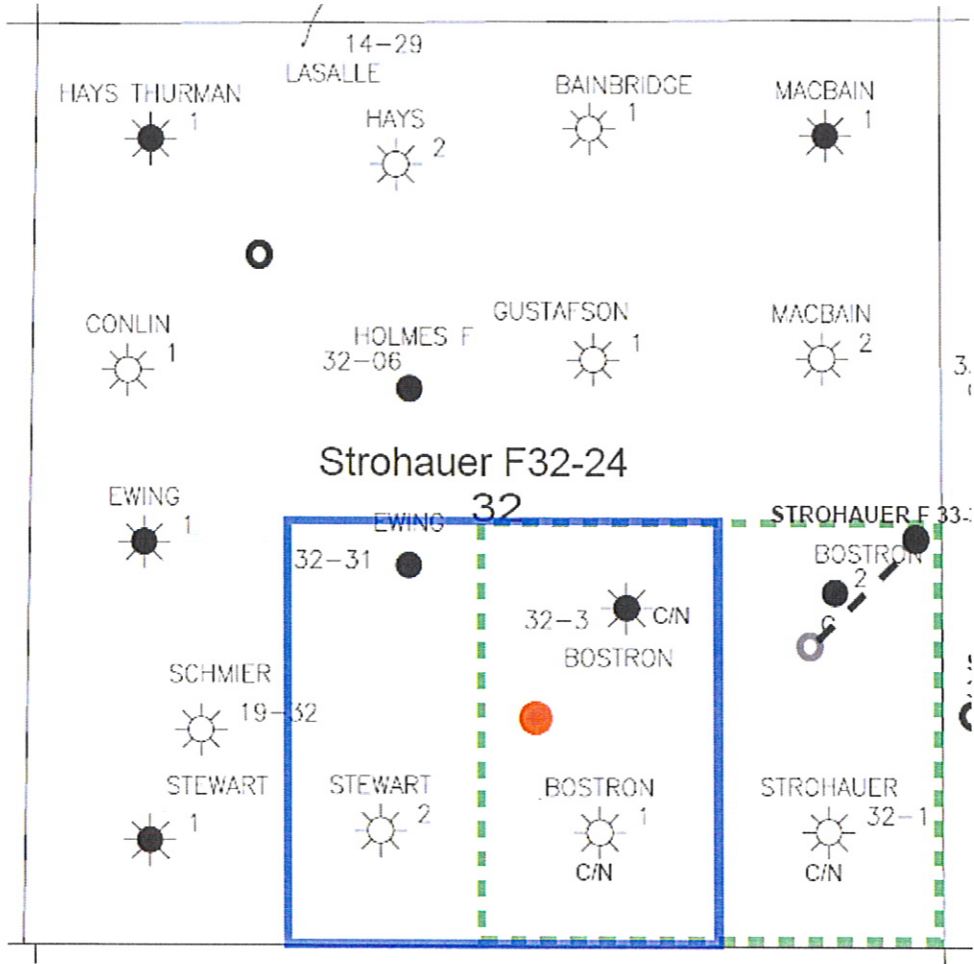 14-29
LASALLE
HAYS THURMAN
1
HAYS
2
BAINBRIDGE
1
MACBAIN
1
CONLIN
1
HOLMES F
32-06
GUSTAFSON
1
MACBAIN
2
Strohauer F32-24
32
EWING
1
EWING
32-31
STROHAUER F 33-
BOSTRON
2
C
32-3
C/N
BOSTRON
SCHMIER
19-32
STEWART
1
STEWART
2
BOSTRON
1
C/N
STROHAUER
32-1
C/N